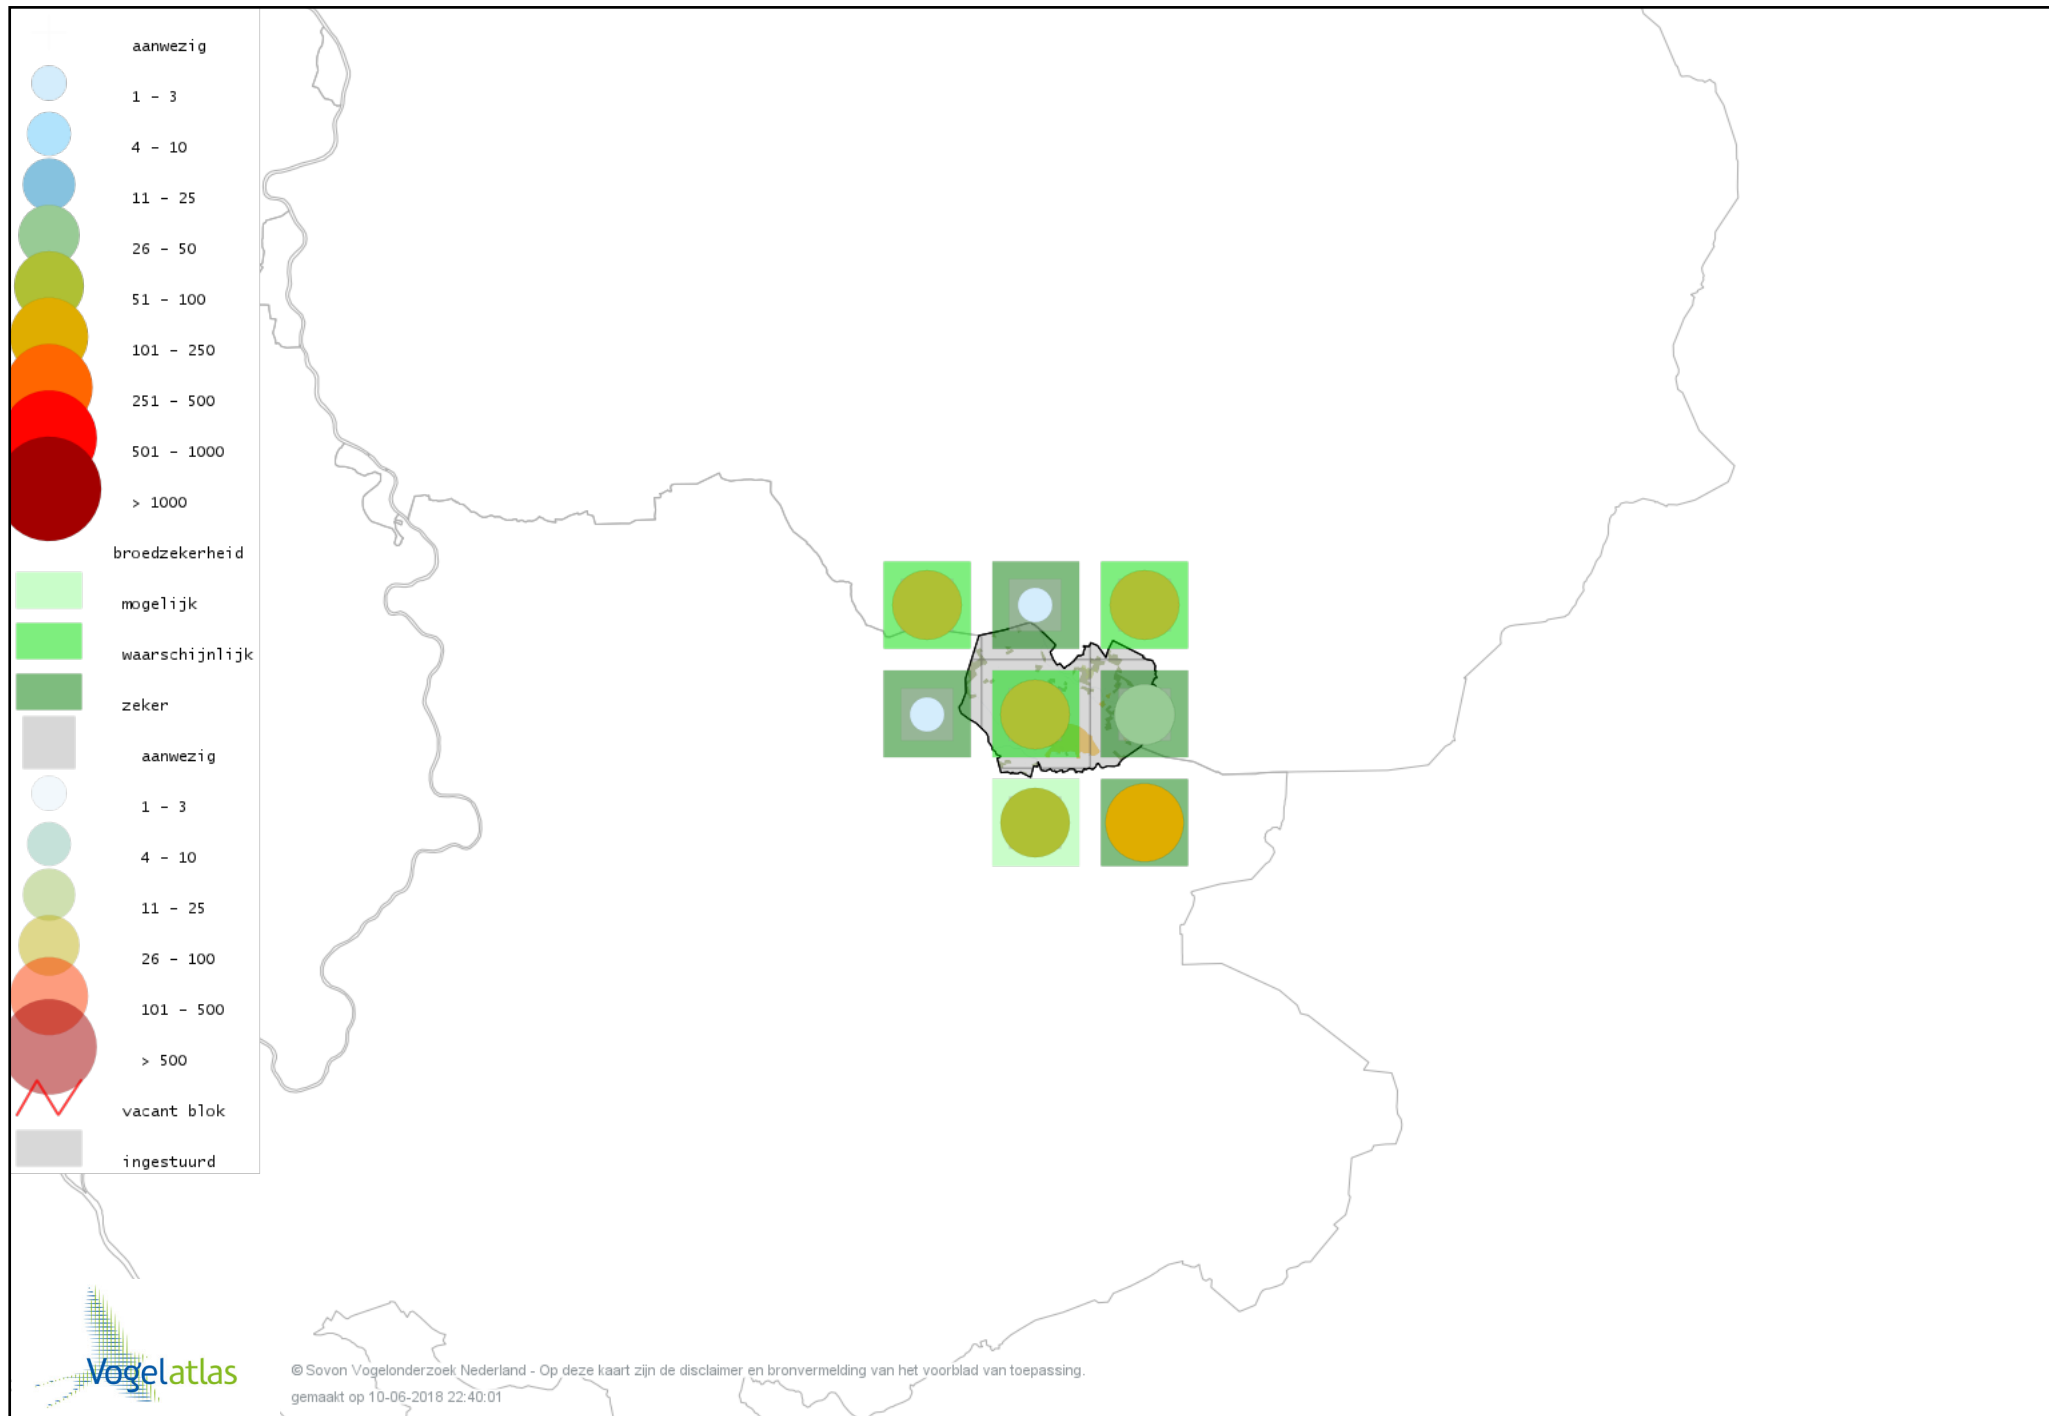 aanwezig
1 - 3
4 - 10
11 - 25
26 - 50
51 - 100
101 - 250
251 - 500
501 - 1000
> 1000
broedzekerheid
mogelijk
waarschijnlijk
zeker
aanwezig
1 - 3
4 - 10
11 - 25
26 - 100
101 - 500
> 500
vacant blok
ingestuurd
Vogelatlas
© Sovon Vogelonderzoek Nederland - Op deze kaart zijn de disclaimer en bronvermelding van het voorblad van toepassing.
gemaakt op 10-06-2018 22:40:01